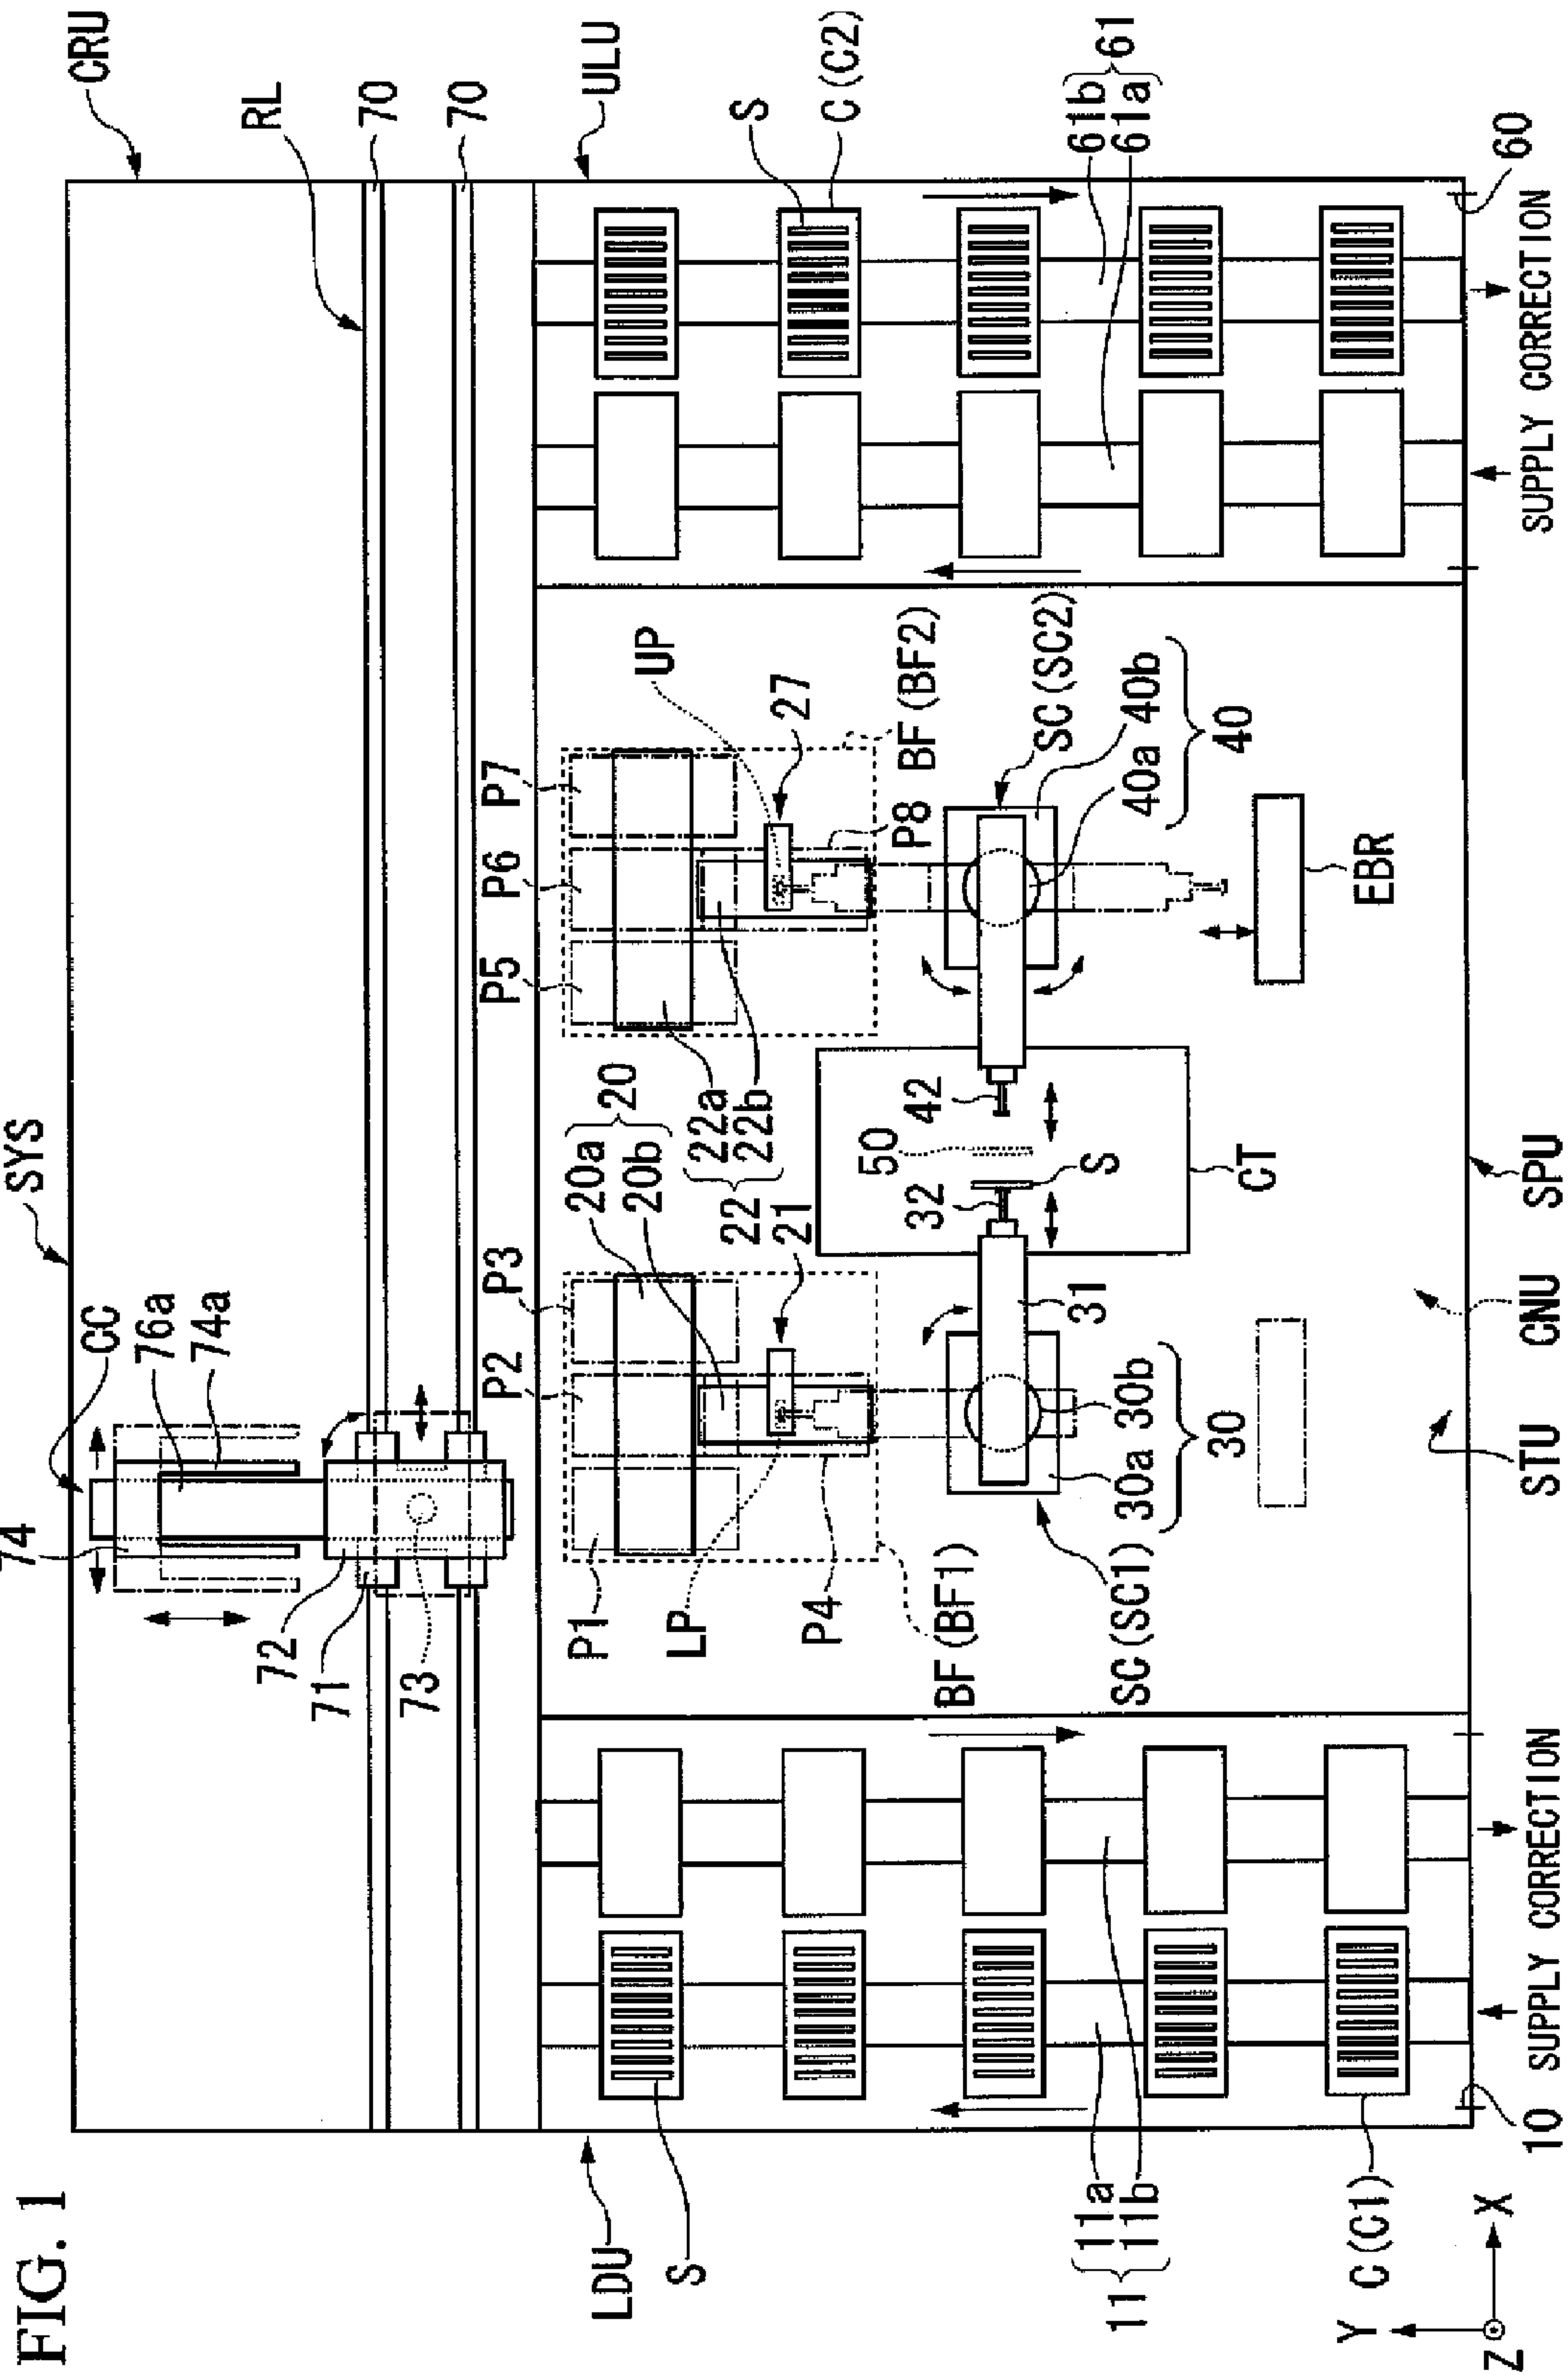 FIG. 1
SYS
CRU
CC
76a
74a
74
RL
70
70
72
71
73
LDU
ULU
S
C (C2)
61b
61a
61
60
SUPPLY CORRECTION
P1
P2
P3
P5
P6
P7
20a
20b
20
22a
22b
22
21
UP
27
BF (BF2)
P8
LP
P4
BF (BF1)
SC (SC1)
30a
30b
30
31
32
S
50
42
CT
SC (SC2)
40a
40b
40
EBR
S
11a
11b
11
C (C1)
10
SUPPLY CORRECTION
STU
CNU
SPU
Y
X
Z